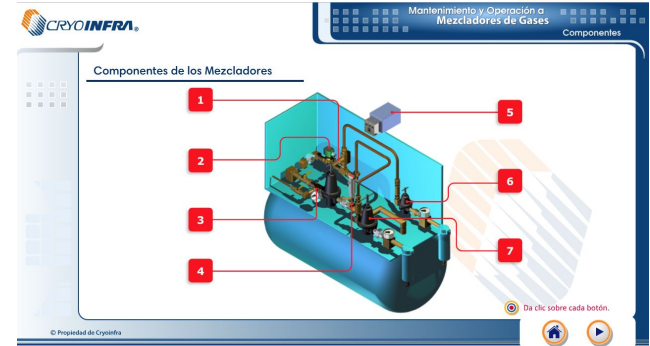 CRYOINFRA®
Mantenimiento y Operación a
Mezcladores de Gases
Componentes
Componentes de los Mezcladores
1
5
2
6
3
7
4
Da clic sobre cada botón.
© Propiedad de Cryoinfra